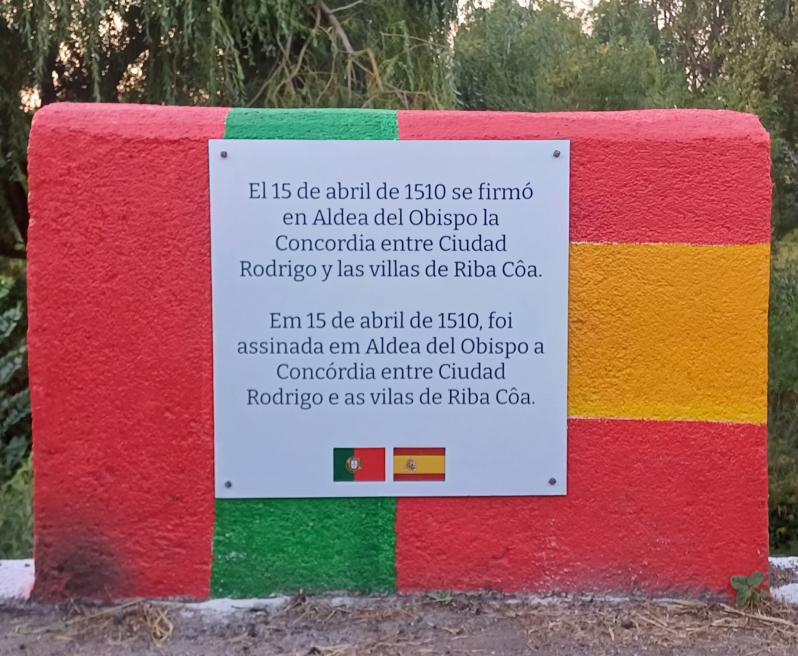 El 15 de abril de 1510 se firmó
en Aldea del Obispo la
Concordia entre Ciudad
Rodrigo y las villas de Riba Côa.
Em 15 de abril de 1510, foi
assinada em Aldea del Obispo a
Concórdia entre Ciudad
Rodrigo e as vilas de Riba Côa.